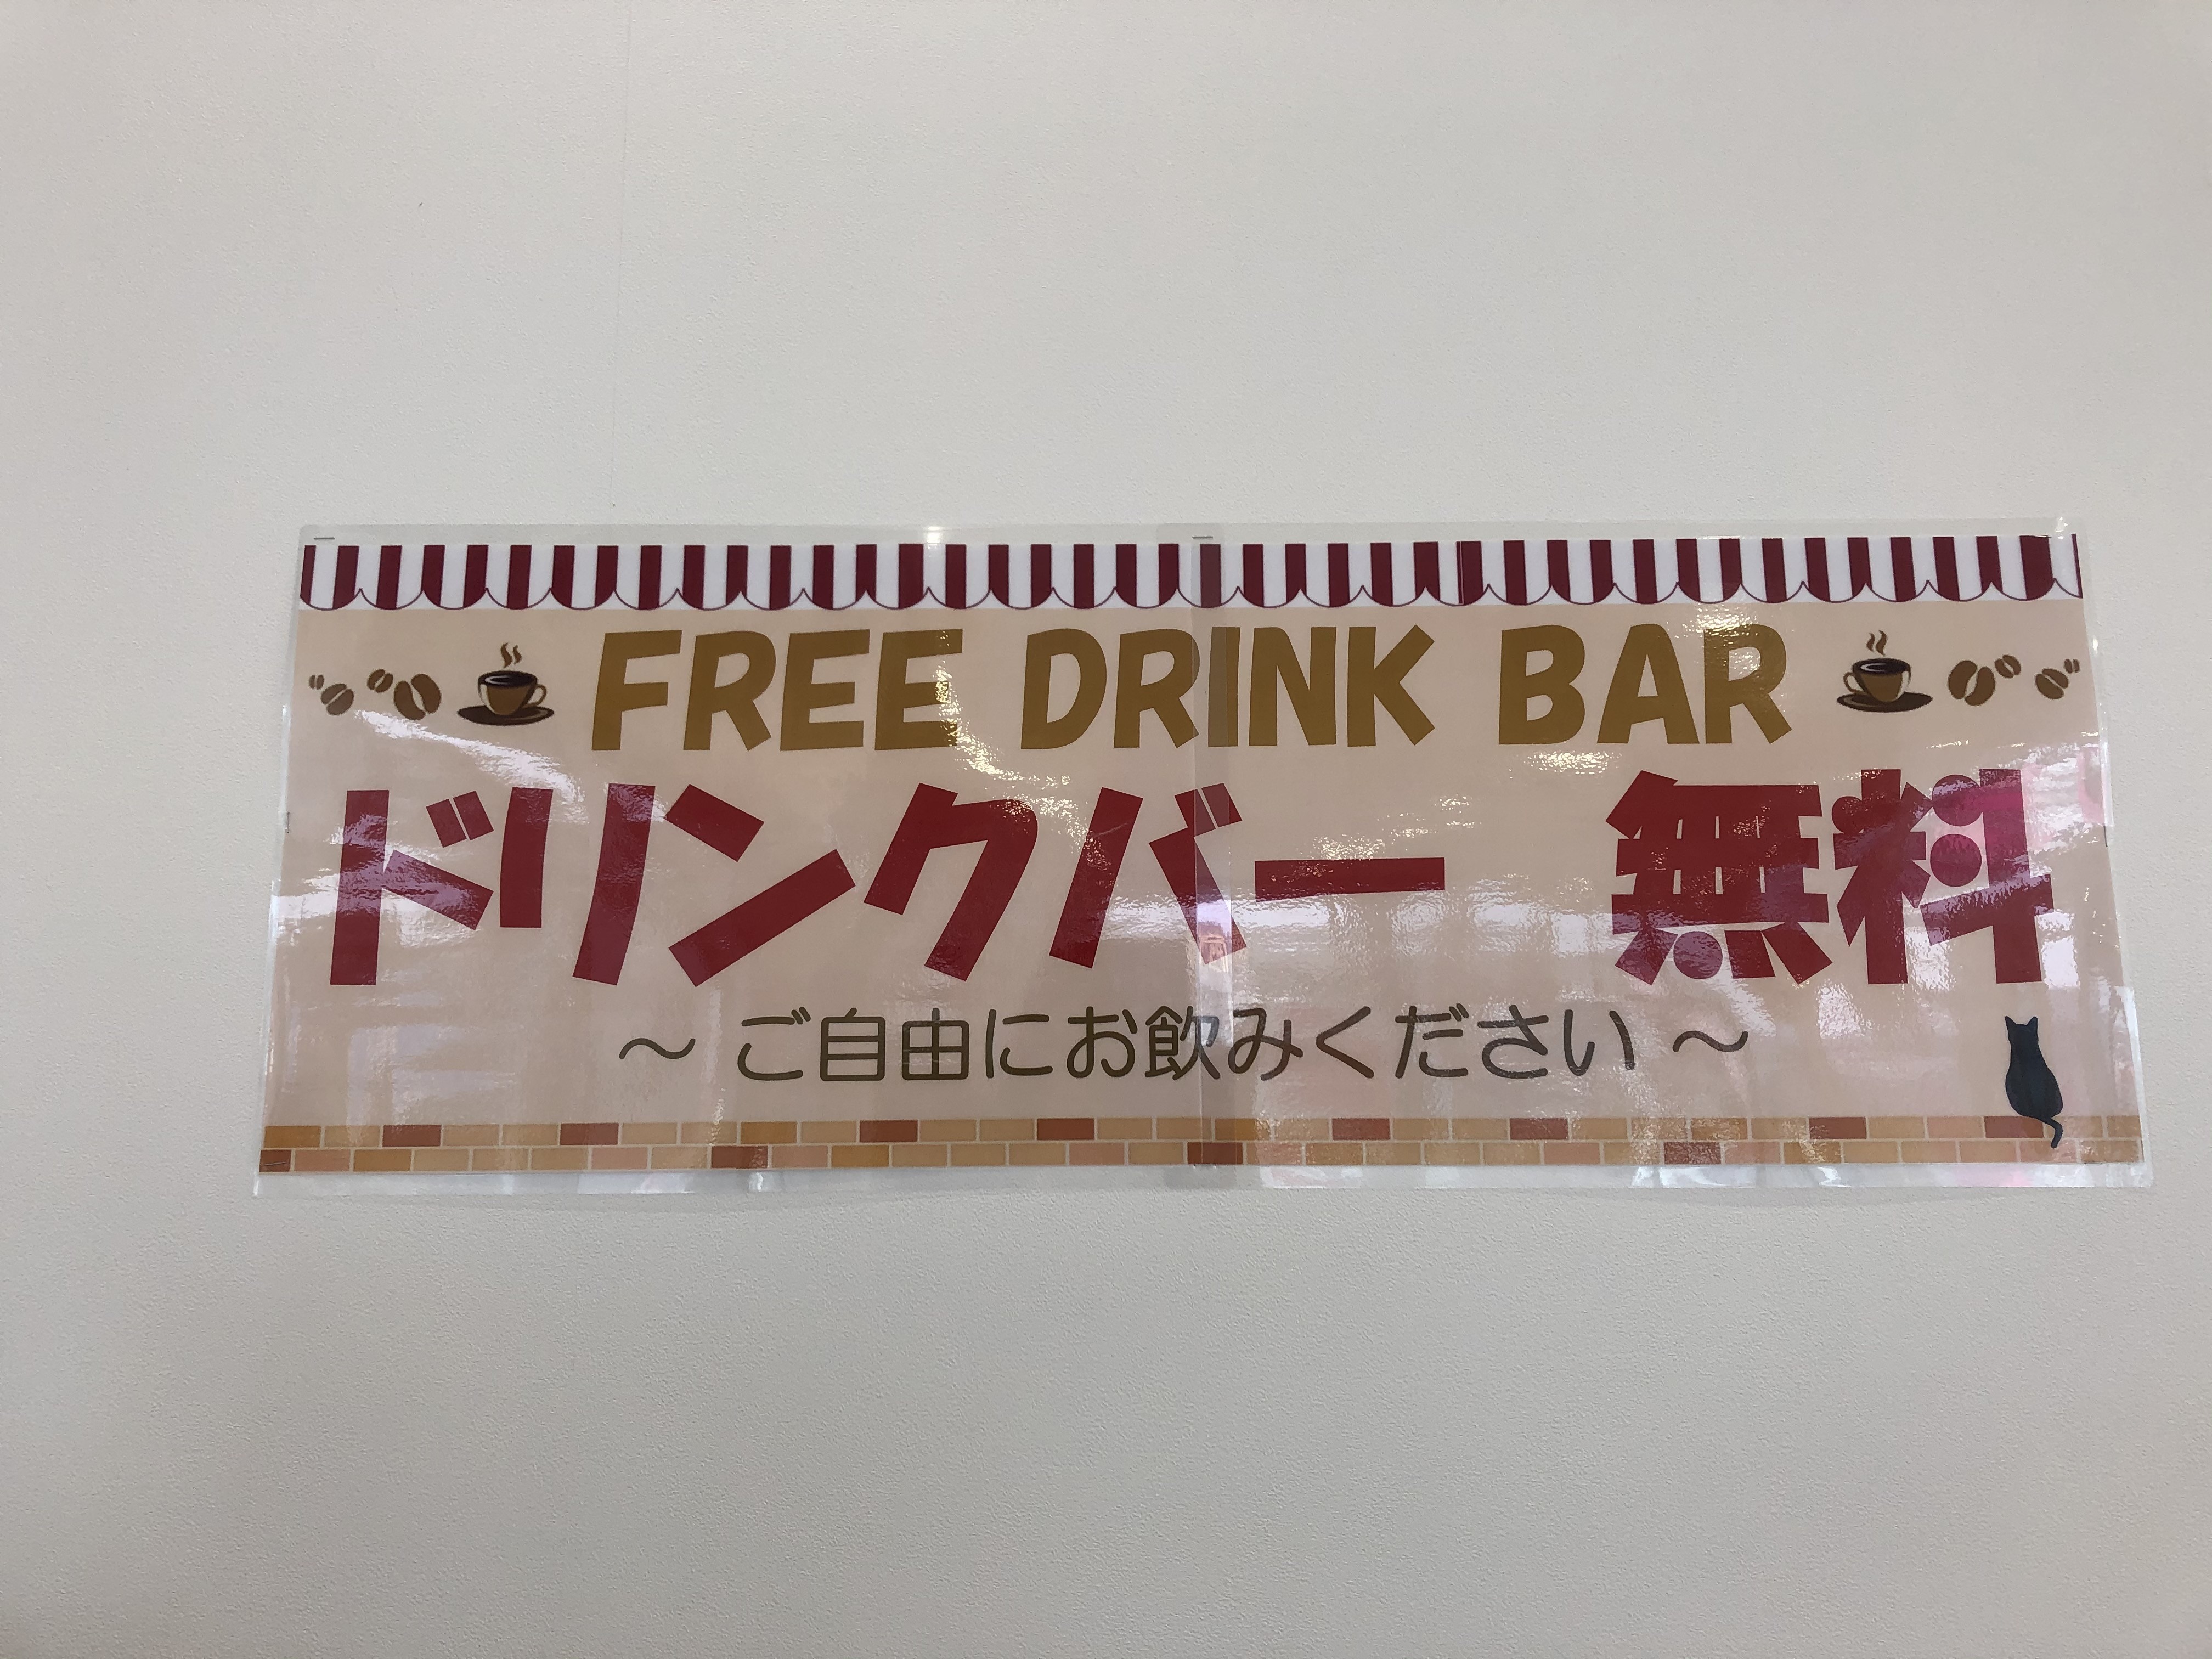 FREE DRINK BAR
ドリンクバー 無料
～ ご自由にお飲みください ～